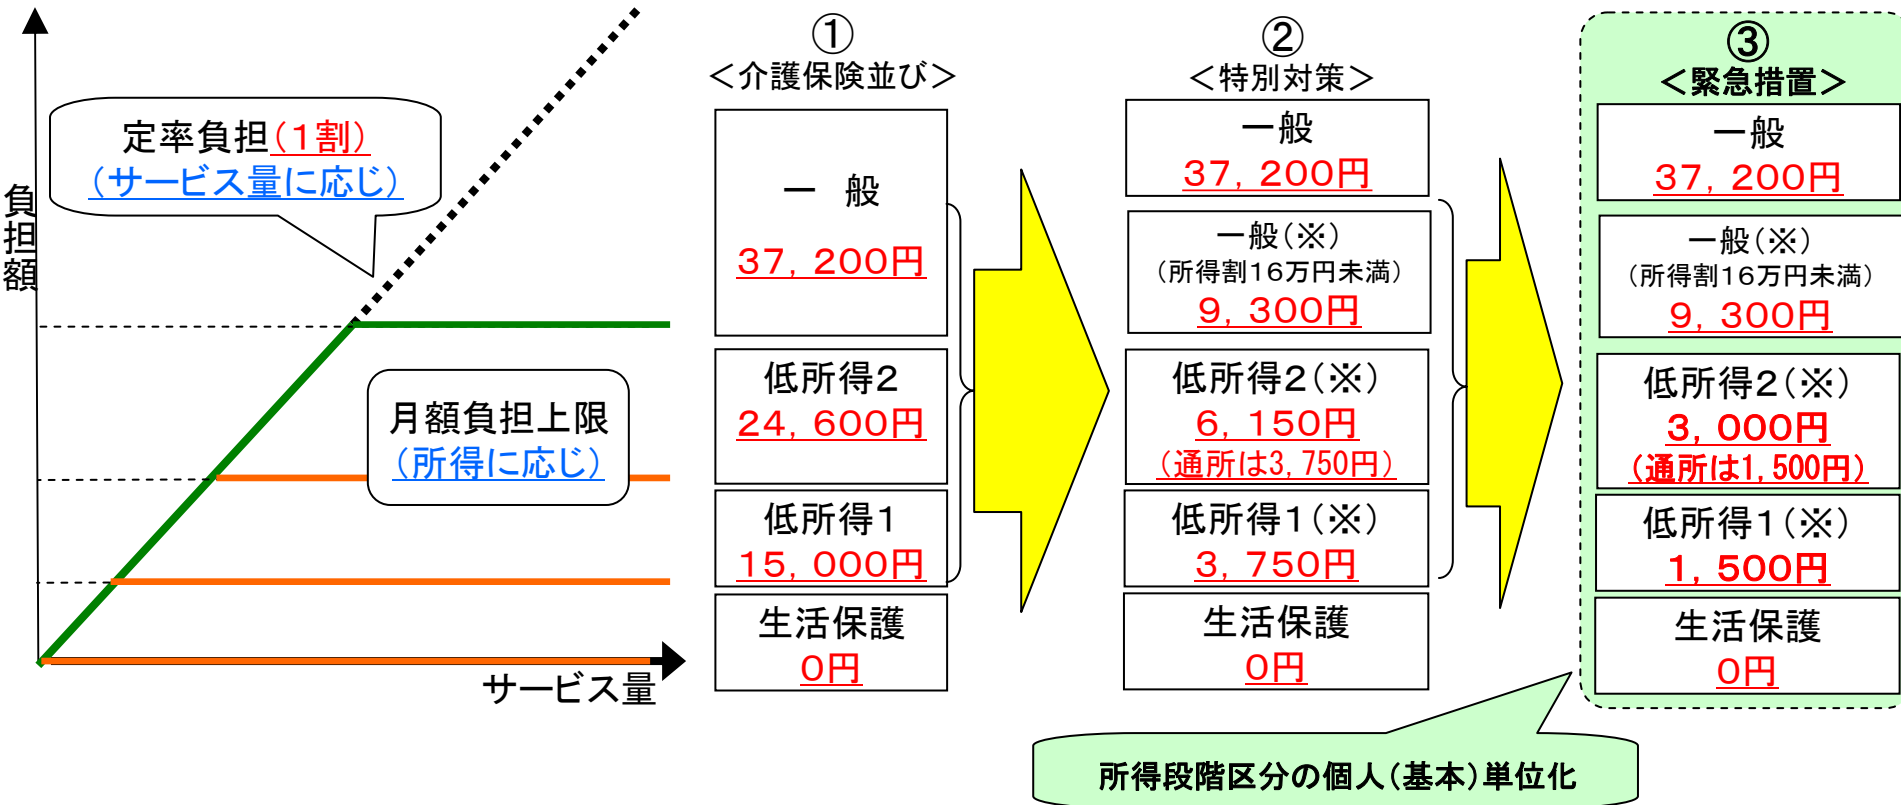 負担額
定率負担(1割)
(サービス量に応じ)
月額負担上限
(所得に応じ)
サービス量
①
<介護保険並び>
一 般
37,200円
低所得2
24,600円
低所得1
15,000円
生活保護
0円
②
<特別対策>
一般
37,200円
一般(※)
(所得割16万円未満)
9,300円
低所得2(※)
6,150円
(通所は3,750円)
低所得1(※)
3,750円
生活保護
0円
③
<緊急措置>
一般
37,200円
一般(※)
(所得割16万円未満)
9,300円
低所得2(※)
3,000円
(通所は1,500円)
低所得1(※)
1,500円
生活保護
0円
所得段階区分の個人(基本)単位化